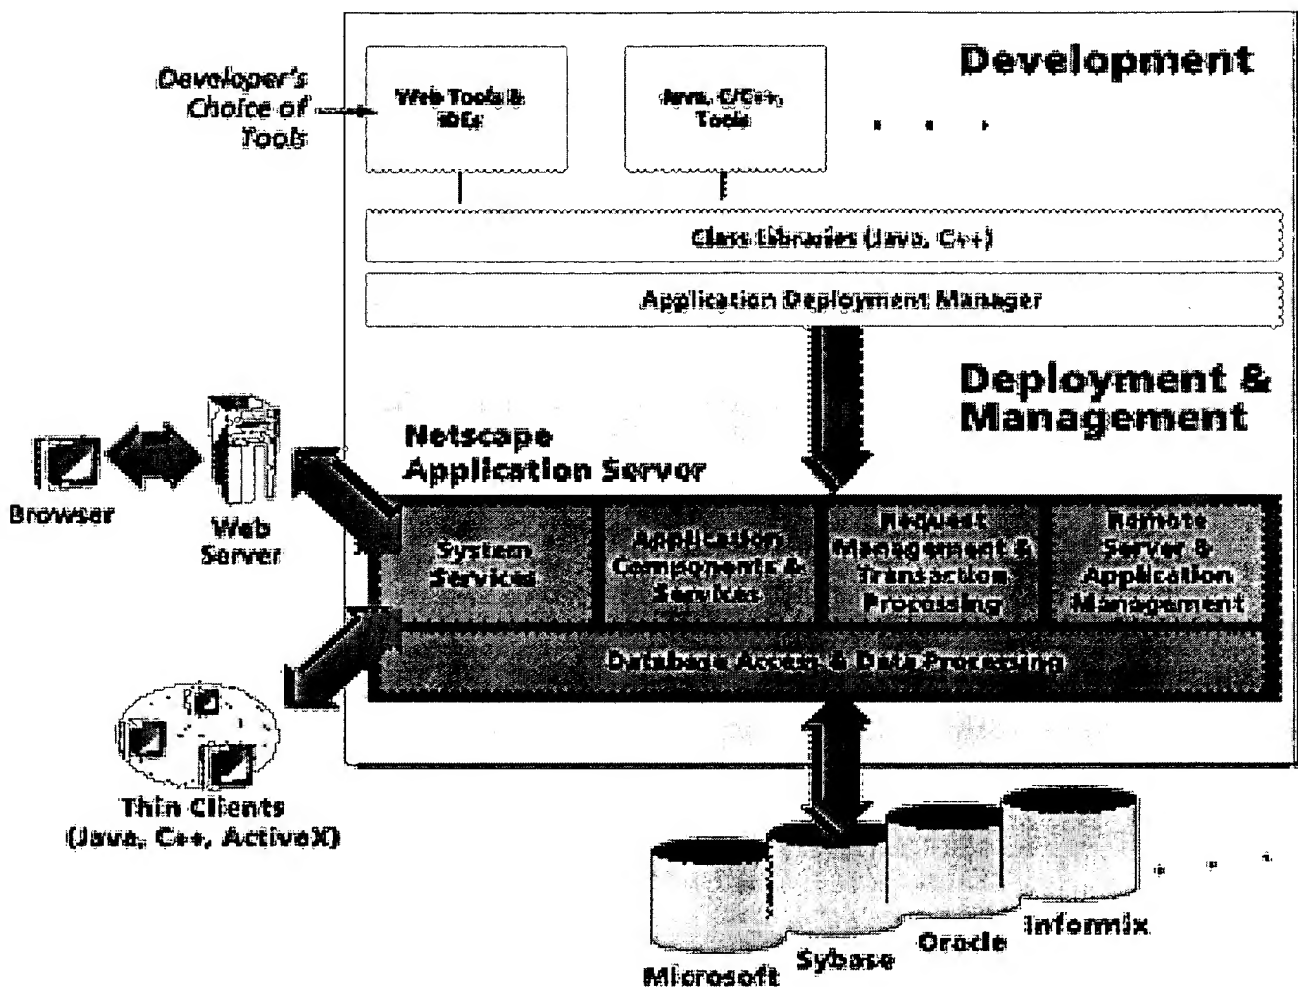 Development
Developer's
Choice of
Tools
Web Tools &
IDEs
Java, C/C++,
Tools
. . .
Class Libraries (Java, C++)
Application Deployment Manager
Deployment &
Management
Netscape
Application Server
Browser
Web
Server
System
Services
Application
Components &
Services
Request
Management &
Transaction
Processing
Remote
Server &
Application
Management
Database Access & Data Processing
Thin Clients
(Java, C++, ActiveX)
. . .
Microsoft
Sybase
Oracle
Informix